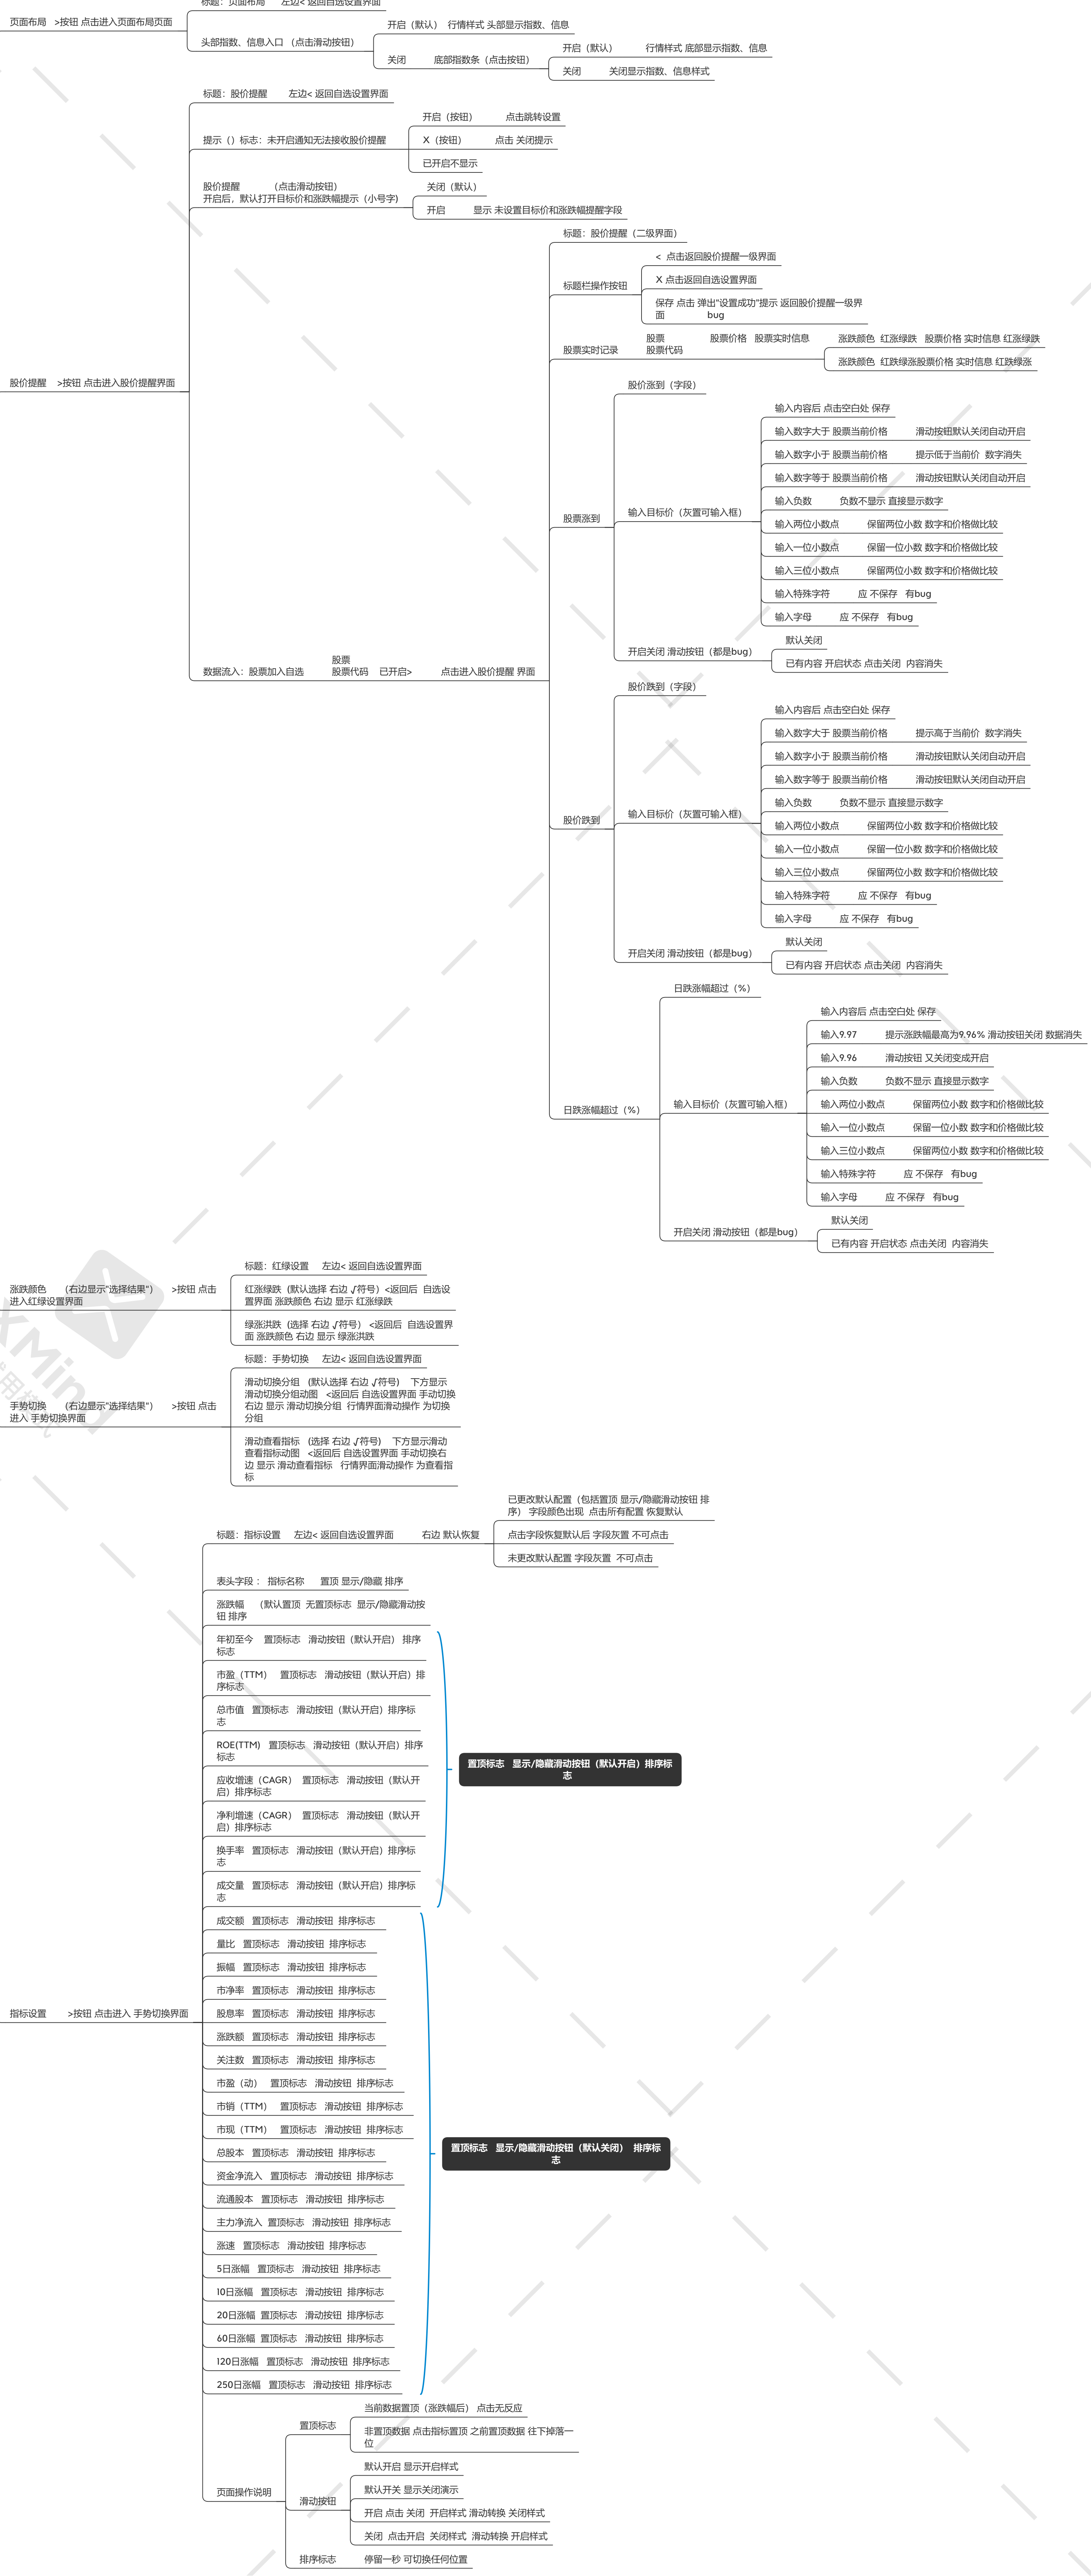 标题：页面布局 左边< 返回自选设置界面
页面布局 >按钮 点击进入页面布局页面
头部指数、信息入口 （点击滑动按钮）
开启（默认） 行情样式 头部显示指数、信息
关闭 底部指数条（点击按钮）
开启（默认） 行情样式 底部显示指数、信息
关闭 关闭显示指数、信息样式
股价提醒 >按钮 点击进入股价提醒界面
标题：股价提醒 左边< 返回自选设置界面
提示（）标志：未开启通知无法接收股价提醒
开启（按钮） 点击跳转设置
X（按钮） 点击 关闭提示
已开启不显示
股价提醒 （点击滑动按钮）
开启后，默认打开目标价和涨跌幅提示（小号字）
关闭（默认）
开启 显示 未设置目标价和涨跌幅提醒字段
数据流入：股票加入自选 股票
股票代码 已开启> 点击进入股价提醒 界面
标题：股价提醒（二级界面）
标题栏操作按钮
< 点击返回股价提醒一级界面
X 点击返回自选设置界面
保存 点击 弹出"设置成功"提示 返回股价提醒一级界
面 bug
股票实时记录 股票 股票价格 股票实时信息
股票代码
涨跌颜色 红涨绿跌 股票价格 实时信息 红涨绿跌
涨跌颜色 红跌绿涨股票价格 实时信息 红跌绿涨
股票涨到
股价涨到（字段）
输入目标价（灰置可输入框）
输入内容后 点击空白处 保存
输入数字大于 股票当前价格 滑动按钮默认关闭自动开启
输入数字小于 股票当前价格 提示低于当前价 数字消失
输入数字等于 股票当前价格 滑动按钮默认关闭自动开启
输入负数 负数不显示 直接显示数字
输入两位小数点 保留两位小数 数字和价格做比较
输入一位小数点 保留一位小数 数字和价格做比较
输入三位小数点 保留两位小数 数字和价格做比较
输入特殊字符 应 不保存 有bug
输入字母 应 不保存 有bug
开启关闭 滑动按钮（都是bug）
默认关闭
已有内容 开启状态 点击关闭 内容消失
股价跌到
股价跌到（字段）
输入目标价（灰置可输入框）
输入内容后 点击空白处 保存
输入数字大于 股票当前价格 提示高于当前价 数字消失
输入数字小于 股票当前价格 滑动按钮默认关闭自动开启
输入数字等于 股票当前价格 滑动按钮默认关闭自动开启
输入负数 负数不显示 直接显示数字
输入两位小数点 保留两位小数 数字和价格做比较
输入一位小数点 保留一位小数 数字和价格做比较
输入三位小数点 保留两位小数 数字和价格做比较
输入特殊字符 应 不保存 有bug
输入字母 应 不保存 有bug
开启关闭 滑动按钮（都是bug）
默认关闭
已有内容 开启状态 点击关闭 内容消失
日跌涨幅超过（%）
日跌涨幅超过（%）
输入目标价（灰置可输入框）
输入内容后 点击空白处 保存
输入9.97 提示涨跌幅最高为9.96% 滑动按钮关闭 数据消失
输入9.96 滑动按钮 又关闭变成开启
输入负数 负数不显示 直接显示数字
输入两位小数点 保留两位小数 数字和价格做比较
输入一位小数点 保留一位小数 数字和价格做比较
输入三位小数点 保留两位小数 数字和价格做比较
输入特殊字符 应 不保存 有bug
输入字母 应 不保存 有bug
开启关闭 滑动按钮（都是bug）
默认关闭
已有内容 开启状态 点击关闭 内容消失
涨跌颜色 （右边显示"选择结果"） >按钮 点击
进入红绿设置界面
标题：红绿设置 左边< 返回自选设置界面
红涨绿跌（默认选择 右边 √符号）<返回后 自选设
置界面 涨跌颜色 右边 显示 红涨绿跌
绿涨洪跌（选择 右边 √符号） <返回后 自选设置界
面 涨跌颜色 右边 显示 绿涨洪跌
手势切换 （右边显示"选择结果"） >按钮 点击
进入 手势切换界面
标题：手势切换 左边< 返回自选设置界面
滑动切换分组 （默认选择 右边 √符号） 下方显示
滑动切换分组动图 <返回后 自选设置界面 手动切换
右边 显示 滑动切换分组 行情界面滑动操作 为切换
分组
滑动查看指标 （选择 右边 √符号） 下方显示滑动
查看指标动图 <返回后 自选设置界面 手动切换右
边 显示 滑动查看指标 行情界面滑动操作 为查看指
标
指标设置 >按钮 点击进入 手势切换界面
标题：指标设置 左边< 返回自选设置界面 右边 默认恢复
已更改默认配置（包括置顶 显示/隐藏滑动按钮 排
序） 字段颜色出现 点击所有配置 恢复默认
点击字段恢复默认后 字段灰置 不可点击
未更改默认配置 字段灰置 不可点击
表头字段 ： 指标名称 置顶 显示/隐藏 排序
涨跌幅 （默认置顶 无置顶标志 显示/隐藏滑动按
钮 排序
年初至今 置顶标志 滑动按钮（默认开启） 排序
标志
市盈（TTM） 置顶标志 滑动按钮（默认开启）排
序标志
总市值 置顶标志 滑动按钮（默认开启）排序标
志
ROE(TTM） 置顶标志 滑动按钮（默认开启）排序
标志
应收增速（CAGR） 置顶标志 滑动按钮（默认开
启）排序标志
净利增速（CAGR） 置顶标志 滑动按钮（默认开
启）排序标志
换手率 置顶标志 滑动按钮（默认开启）排序标
志
成交量 置顶标志 滑动按钮（默认开启）排序标
志
置顶标志 显示/隐藏滑动按钮（默认开启）排序标
志
成交额 置顶标志 滑动按钮 排序标志
量比 置顶标志 滑动按钮 排序标志
振幅 置顶标志 滑动按钮 排序标志
市净率 置顶标志 滑动按钮 排序标志
股息率 置顶标志 滑动按钮 排序标志
涨跌额 置顶标志 滑动按钮 排序标志
关注数 置顶标志 滑动按钮 排序标志
市盈（动） 置顶标志 滑动按钮 排序标志
市销（TTM） 置顶标志 滑动按钮 排序标志
市现（TTM） 置顶标志 滑动按钮 排序标志
总股本 置顶标志 滑动按钮 排序标志
资金净流入 置顶标志 滑动按钮 排序标志
流通股本 置顶标志 滑动按钮 排序标志
主力净流入 置顶标志 滑动按钮 排序标志
涨速 置顶标志 滑动按钮 排序标志
5日涨幅 置顶标志 滑动按钮 排序标志
10日涨幅 置顶标志 滑动按钮 排序标志
20日涨幅 置顶标志 滑动按钮 排序标志
60日涨幅 置顶标志 滑动按钮 排序标志
120日涨幅 置顶标志 滑动按钮 排序标志
250日涨幅 置顶标志 滑动按钮 排序标志
置顶标志 显示/隐藏滑动按钮（默认关闭） 排序标
志
页面操作说明
置顶标志
当前数据置顶（涨跌幅后） 点击无反应
非置顶数据 点击指标置顶 之前置顶数据 往下掉落一
位
滑动按钮
默认开启 显示开启样式
默认开关 显示关闭演示
开启 点击 关闭 开启样式 滑动转换 关闭样式
关闭 点击开启 关闭样式 滑动转换 开启样式
排序标志 停留一秒 可切换任何位置
XMind